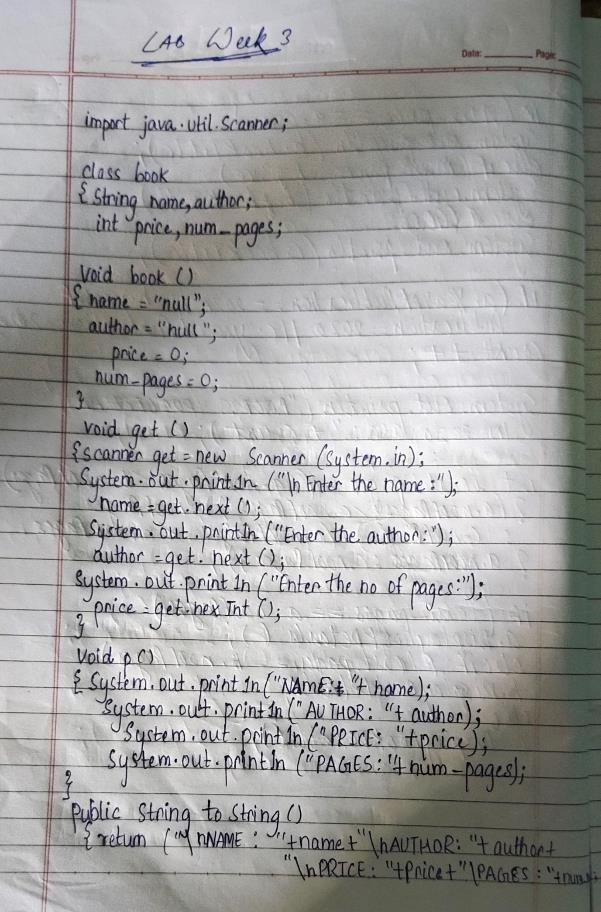 LAB Week 3
Date: Page:
import java.util.Scanner;
class book
{ String name, author;
int price, num_pages;
Void book ()
{ name = "null";
author = "null";
price = 0;
num_pages = 0;
}
void get ()
{ scanner get = new Scanner (System.in);
System.out.println ("\n Enter the name :");
name = get.next ();
System.out.println ("Enter the author:");
author = get.next ();
System.out.println ("Enter the no of pages:");
price = get.nex Int ();
}
Void p()
{ System.out.println ("NAME: "+ name);
System.out.println ("AUTHOR: "+ author);
System.out.println ("PRICE: "+price);
System.out.println ("PAGES: "+ num_pages);
}
public String to String ()
{ return ("\nNAME : "+name+"\nAUTHOR: "+ author+
"\nPRICE: "+price+"\PAGES : "+